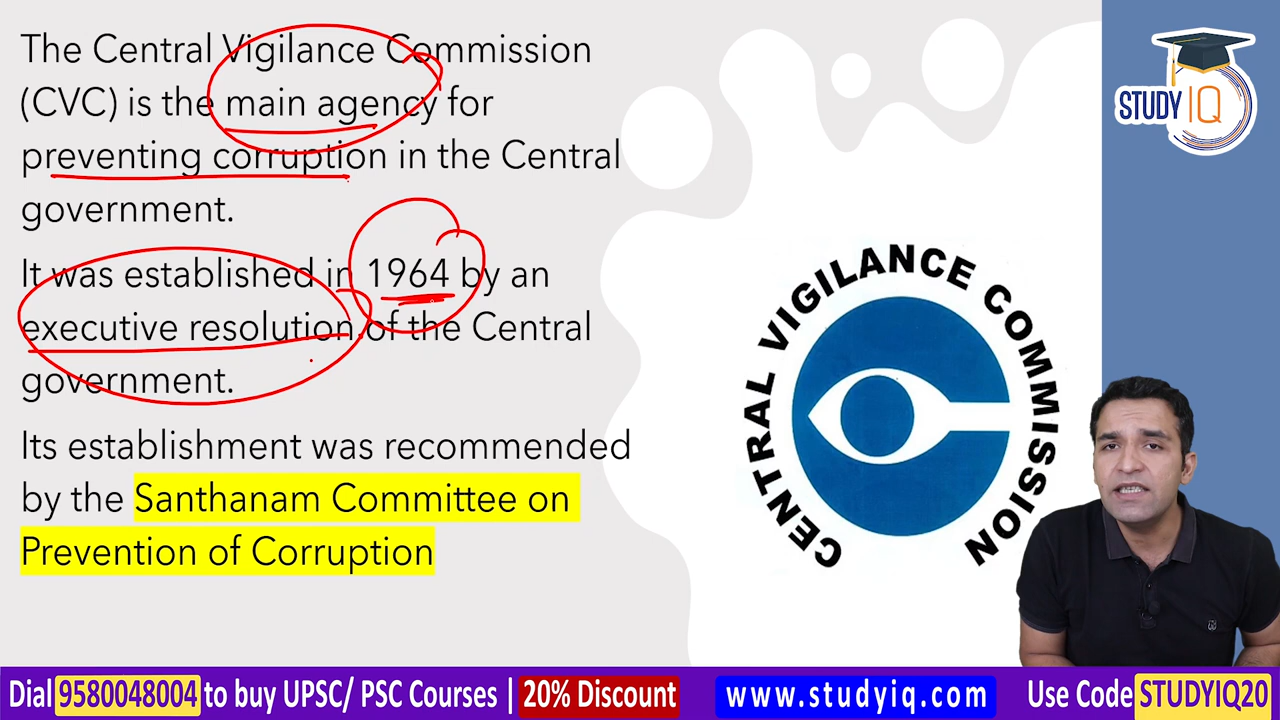 The Central Vigilance Commission
(CVC) is the main agency for
preventing corruption in the Central
government.
It was established in 1964 by an
executive resolution of the Central
government.
Its establishment was recommended
by the Santhanam Committee on
Prevention of Corruption
CENTRAL VIGILANCE COMMISSION
STUDY IQ
Dial 9580048004 to buy UPSC/ PSC Courses | 20% Discount www.studyiq.com Use Code STUDYIQ20